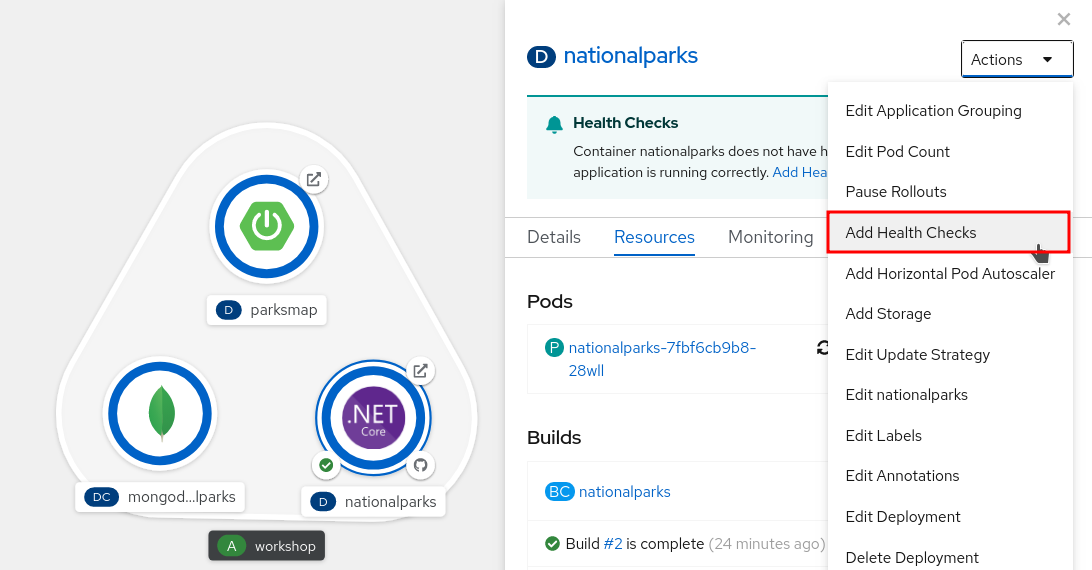 D nationalparks
Actions
Health Checks
Container nationalparks does not have h
application is running correctly. Add Hea
Details
Resources
Monitoring
Pods
P nationalparks-7fbf6cb9b8-
28wll
Builds
BC nationalparks
Build #2 is complete (24 minutes ago)
Edit Application Grouping
Edit Pod Count
Pause Rollouts
Add Health Checks
Add Horizontal Pod Autoscaler
Add Storage
Edit Update Strategy
Edit nationalparks
Edit Labels
Edit Annotations
Edit Deployment
Delete Deployment
D parksmap
DC mongod...lparks
.NET
Core
D nationalparks
A workshop